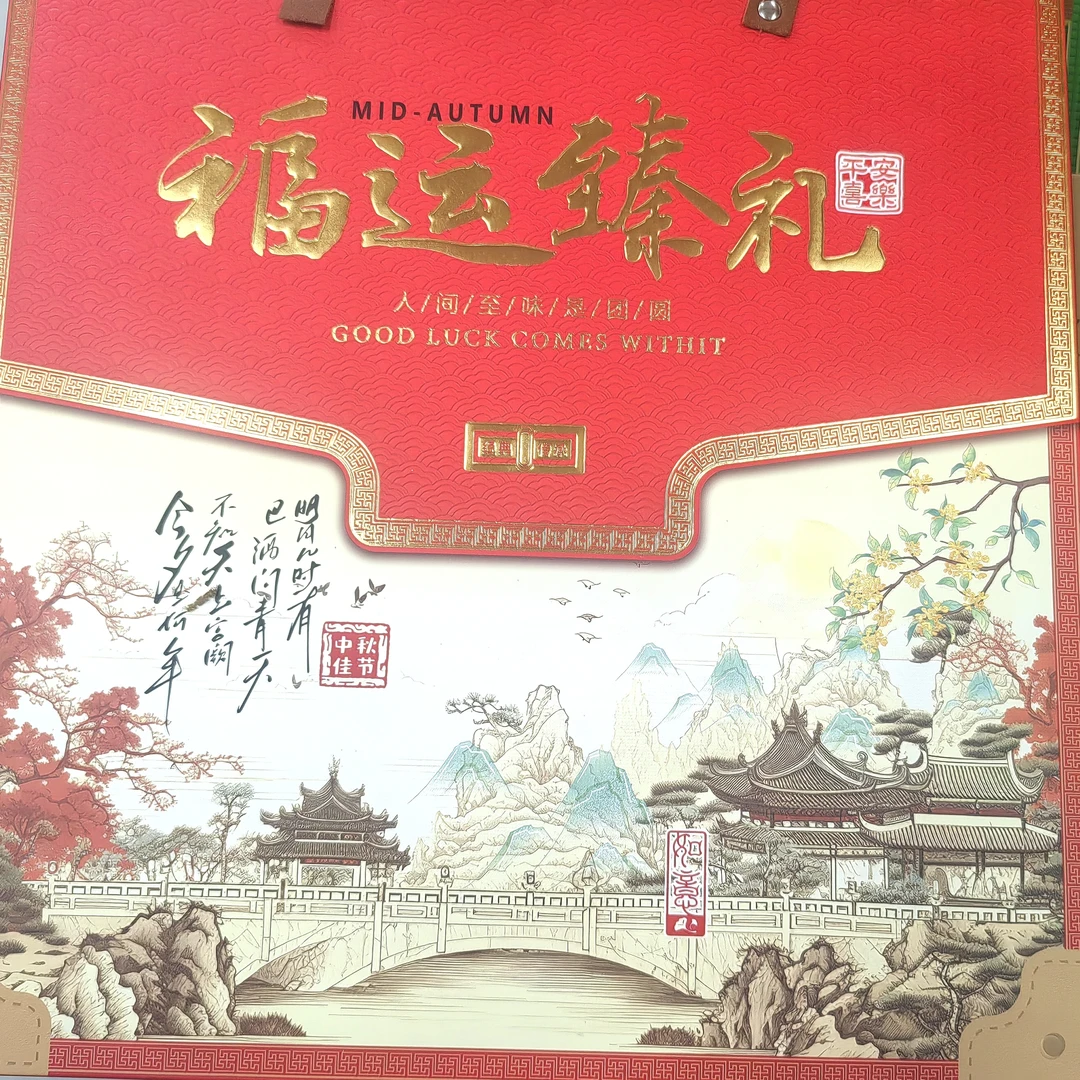 MID-AUTUMN
福运臻礼
安樂
平喜
人/间/至/味/是/团/圆
GOOD LUCK COMES WITHIT
明月几时有
把酒问青天
不知天上宫阙
今夕是何年
中秋
佳节
如意